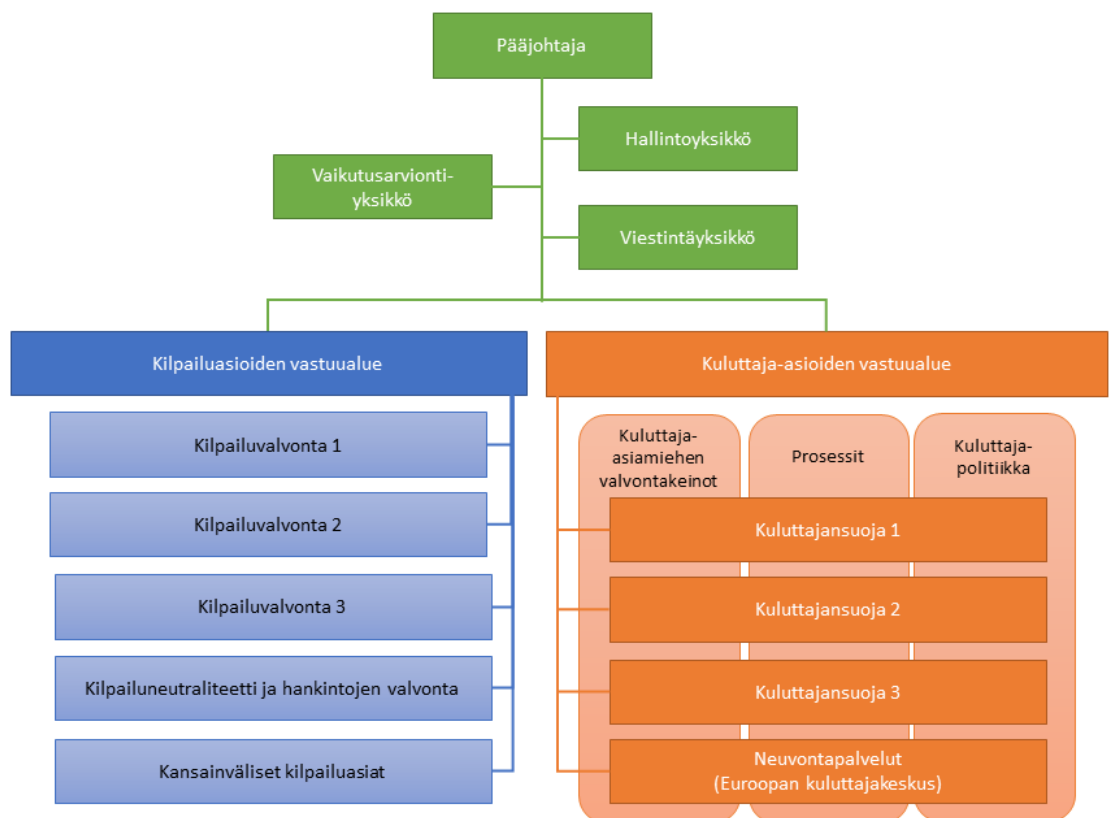 Pääjohtaja
Hallintoyksikkö
Vaikutusarviointi-
yksikkö
Viestintäyksikkö
Kilpailuasioiden vastuualue
Kilpailuvalvonta 1
Kilpailuvalvonta 2
Kilpailuvalvonta 3
Kilpailuneutraliteetti ja hankintojen valvonta
Kansainväliset kilpailuasiat
Kuluttaja-asioiden vastuualue
Kuluttaja-
asiamiehen
valvontakeinot
Prosessit
Kuluttaja-
politiikka
Kuluttajansuoja 1
Kuluttajansuoja 2
Kuluttajansuoja 3
Neuvontapalvelut
(Euroopan kuluttajakeskus)